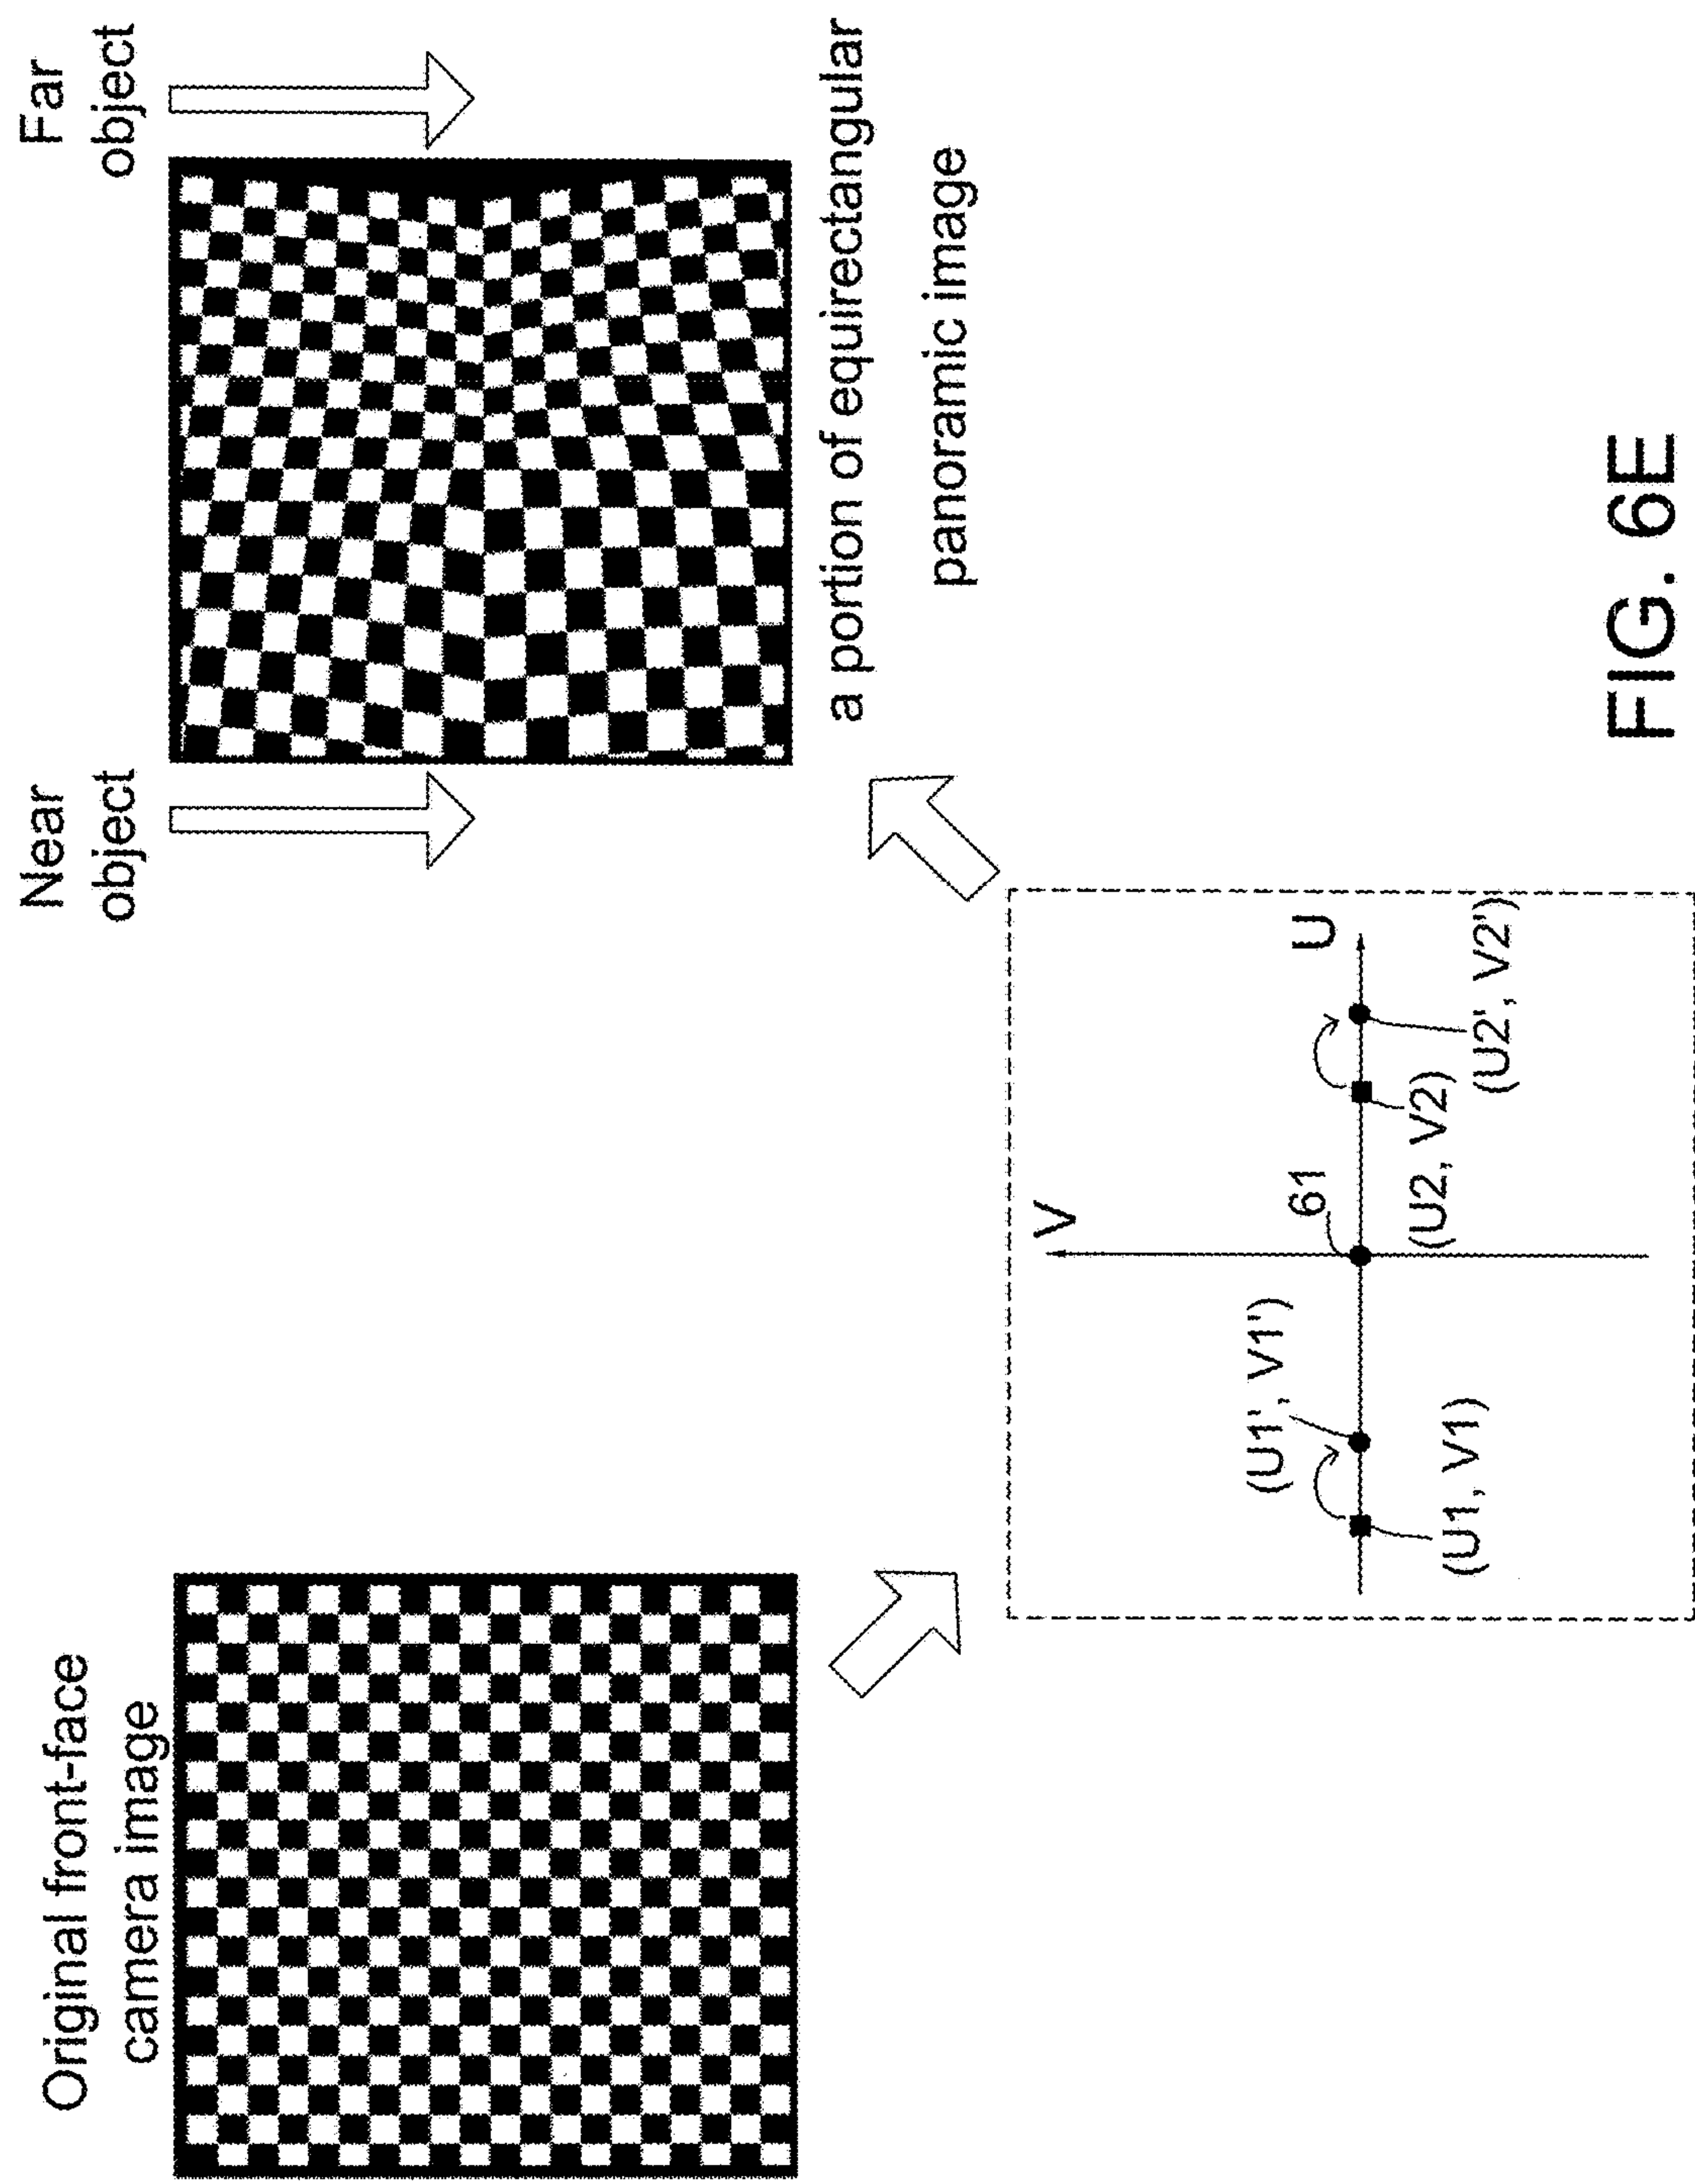 Original front-face
camera image
Near
object
Far
object
a portion of equirectangular
panoramic image
V
U
61
(U1', V1')
(U1, V1)
(U2, V2)
(U2', V2')
FIG. 6E